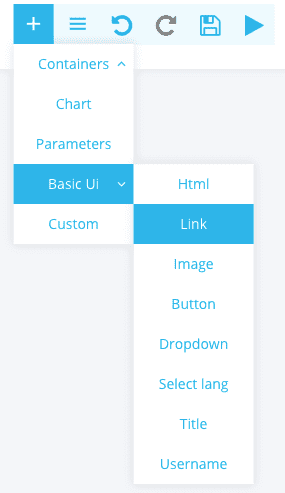 Containers
Chart
Parameters
Basic Ui
Custom
Html
Link
Image
Button
Dropdown
Select lang
Title
Username